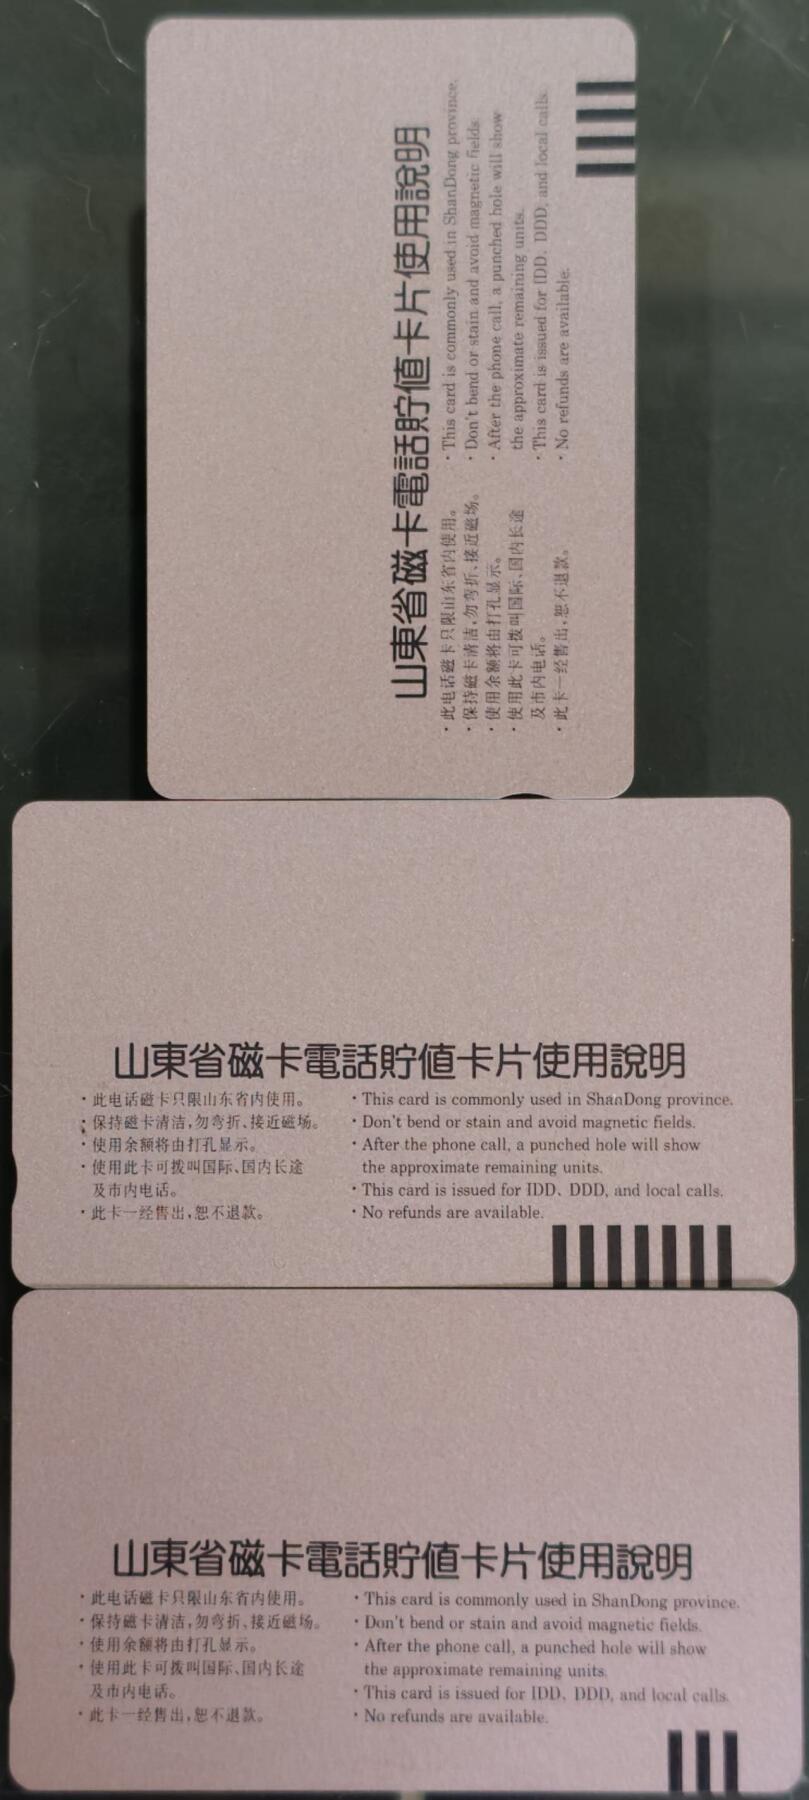 山東省磁卡電話貯値卡片使用說明
・此电话磁卡只限山东省内使用。
・保持磁卡清洁,勿弯折、接近磁场。
・使用余额将由打孔显示。
・使用此卡可拨叫国际、国内长途
及市内电话。
・此卡一经售出,恕不退款。
・This card is commonly used in ShanDong province.
・Don't bend or stain and avoid magnetic fields.
・After the phone call, a punched hole will show
the approximate remaining units.
・This card is issued for IDD、DDD, and local calls.
・No refunds are available.
山東省磁卡電話貯値卡片使用說明
・此电话磁卡只限山东省内使用。
・保持磁卡清洁,勿弯折、接近磁场。
・使用余额将由打孔显示。
・使用此卡可拨叫国际、国内长途
及市内电话。
・此卡一经售出,恕不退款。
・This card is commonly used in ShanDong province.
・Don't bend or stain and avoid magnetic fields.
・After the phone call, a punched hole will show
the approximate remaining units.
・This card is issued for IDD、DDD, and local calls.
・No refunds are available.
山東省磁卡電話貯値卡片使用說明
・此电话磁卡只限山东省内使用。
・保持磁卡清洁,勿弯折、接近磁场。
・使用余额将由打孔显示。
・使用此卡可拨叫国际、国内长途
及市内电话。
・此卡一经售出,恕不退款。
・This card is commonly used in ShanDong province.
・Don't bend or stain and avoid magnetic fields.
・After the phone call, a punched hole will show
the approximate remaining units.
・This card is issued for IDD、DDD, and local calls.
・No refunds are available.